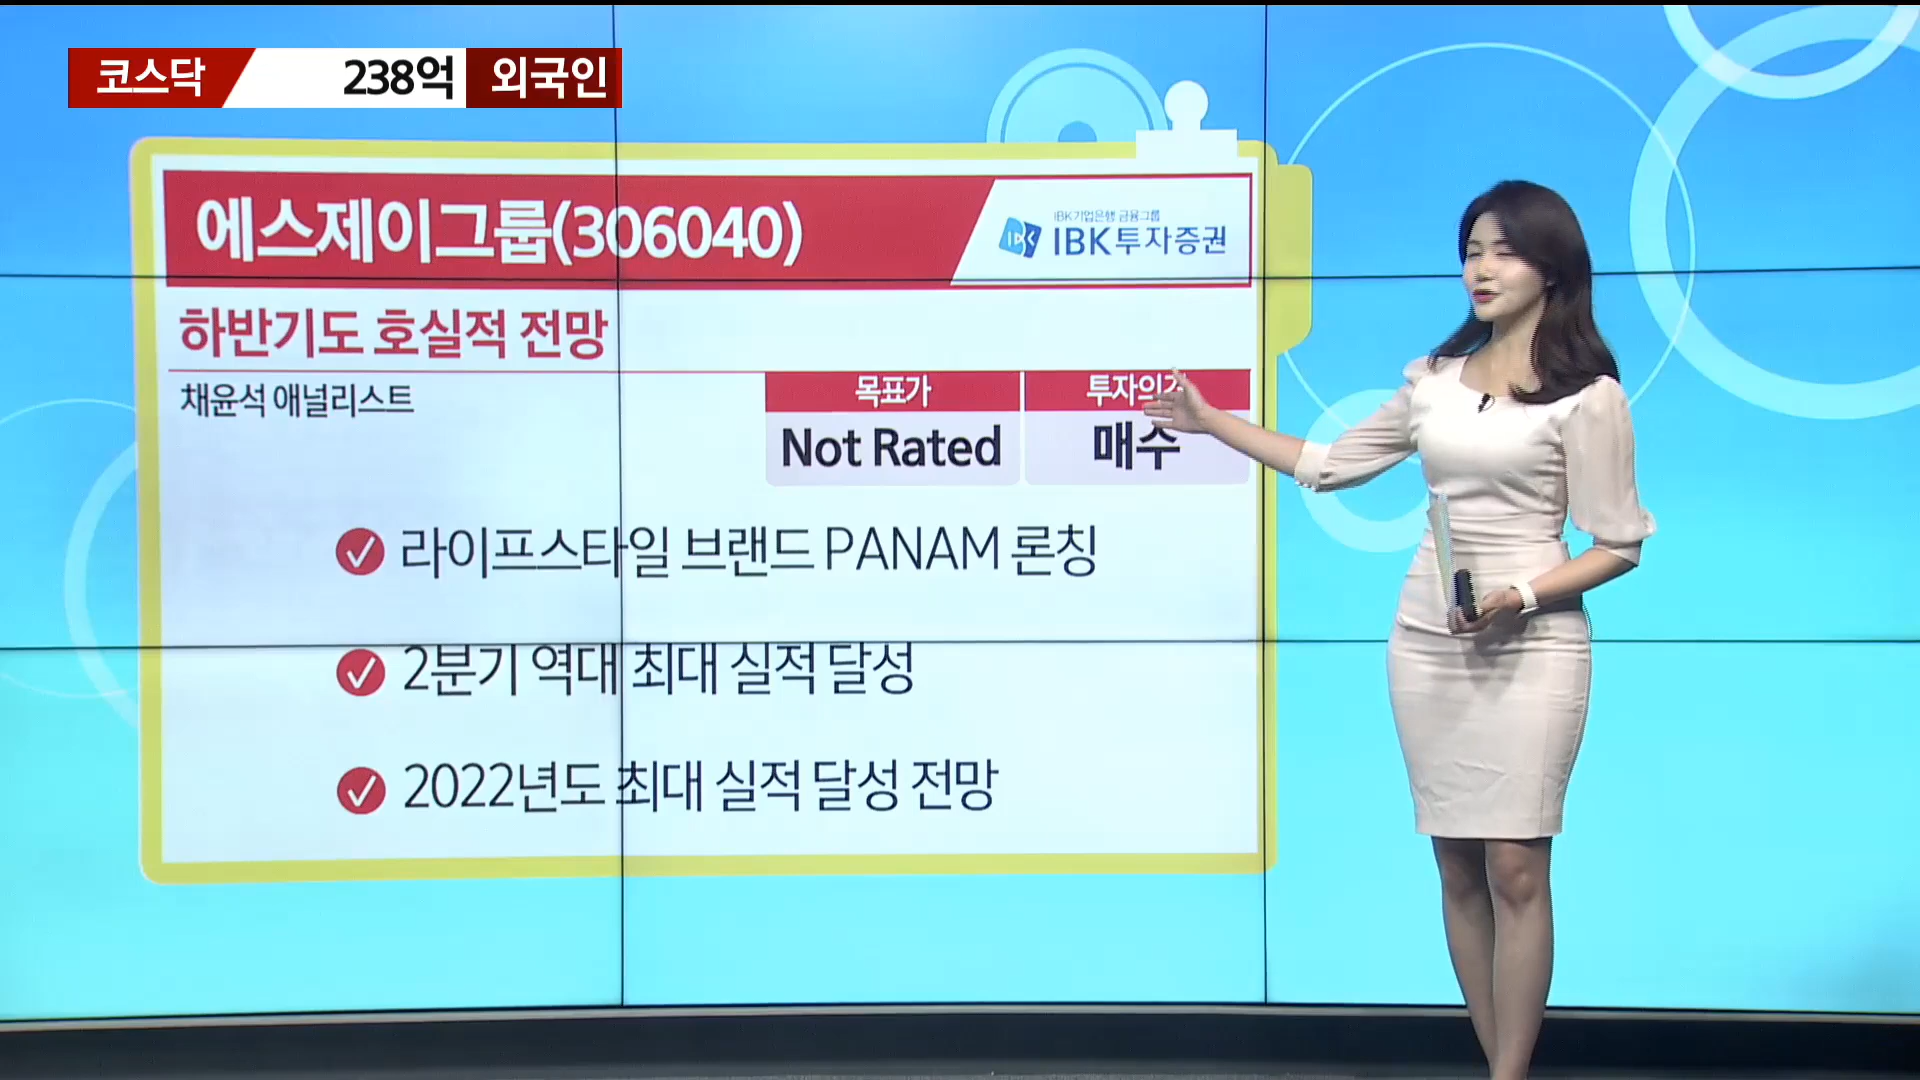 코스닥 238억 외국인
에스제이그룹(306040)
IBK기업은행 금융그룹
IBK투자증권
하반기도 호실적 전망
채윤석 애널리스트
목표가
Not Rated
투자의견
매수
라이프스타일 브랜드 PANAM 론칭
2분기 역대 최대 실적 달성
2022년도 최대 실적 달성 전망